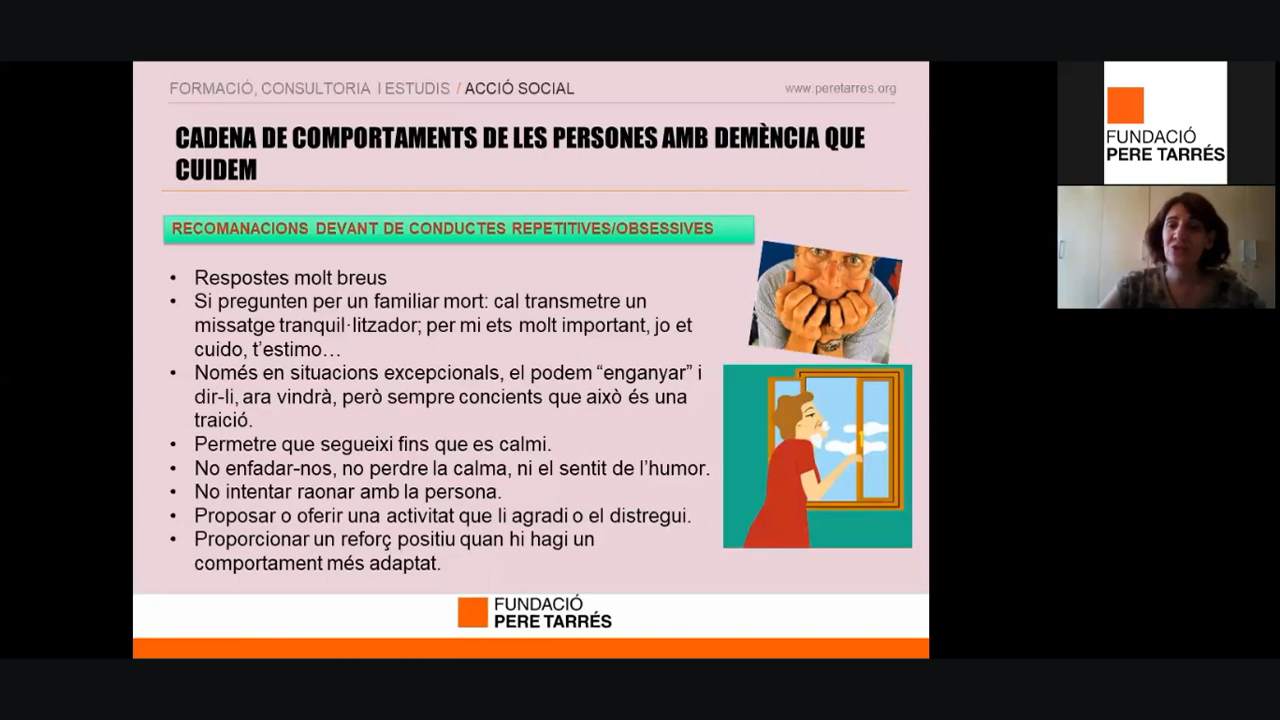 FORMACIÓ, CONSULTORIA I ESTUDIS / ACCIÓ SOCIAL
www.peretarres.org
CADENA DE COMPORTAMENTS DE LES PERSONES AMB DEMÈNCIA QUE
CUIDEM
RECOMANACIONS DEVANT DE CONDUCTES REPETITIVES/OBSESSIVES
• Respostes molt breus
• Si pregunten per un familiar mort: cal transmetre un
missatge tranquil·litzador; per mi ets molt important, jo et
cuido, t'estimo…
• Només en situacions excepcionals, el podem “enganyar” i
dir-li, ara vindrà, però sempre concients que això és una
traició.
• Permetre que segueixi fins que es calmi.
• No enfadar-nos, no perdre la calma, ni el sentit de l'humor.
• No intentar raonar amb la persona.
• Proposar o oferir una activitat que li agradi o el distregui.
• Proporcionar un reforç positiu quan hi hagi un
comportament més adaptat.
FUNDACIÓ
PERE TARRÉS
FUNDACIÓ
PERE TARRÉS